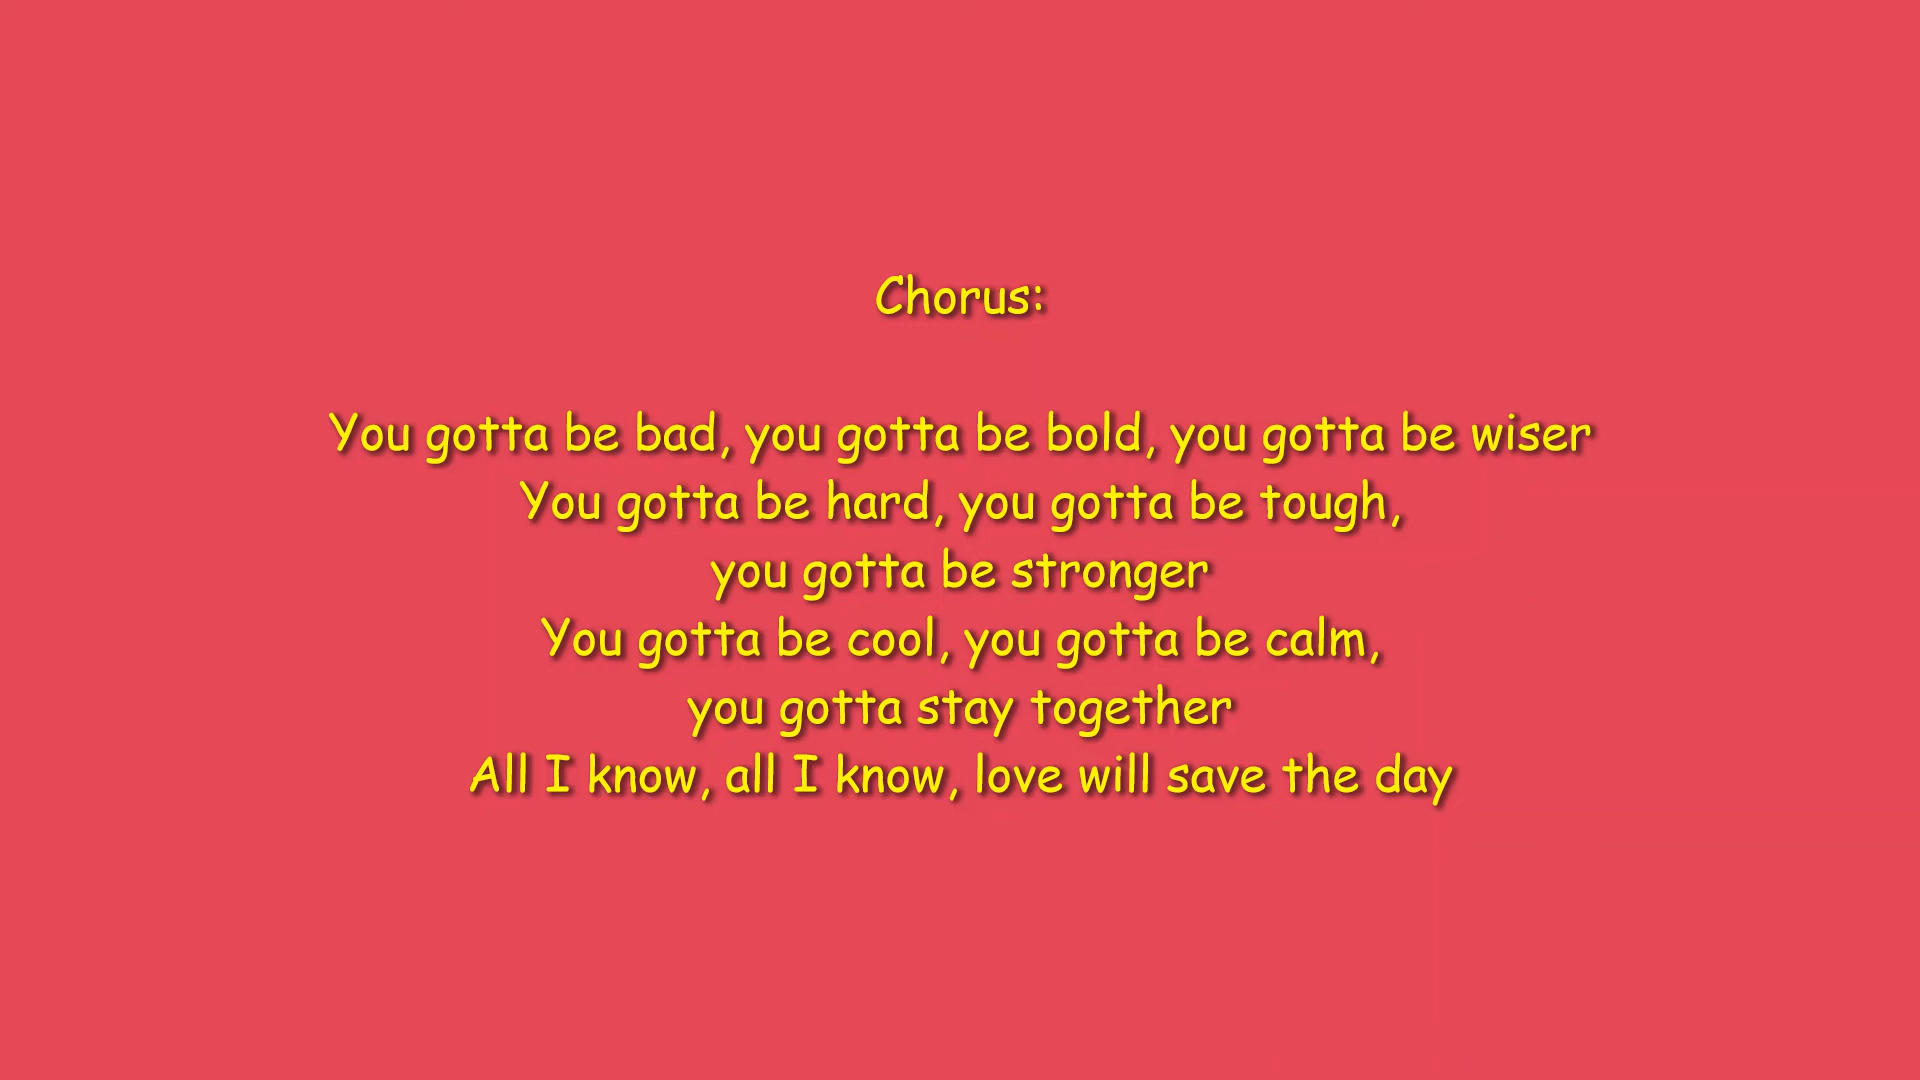 Chorus:
You gotta be bad, you gotta be bold, you gotta be wiser
You gotta be hard, you gotta be tough,
you gotta be stronger
You gotta be cool, you gotta be calm,
you gotta stay together
All I know, all I know, love will save the day